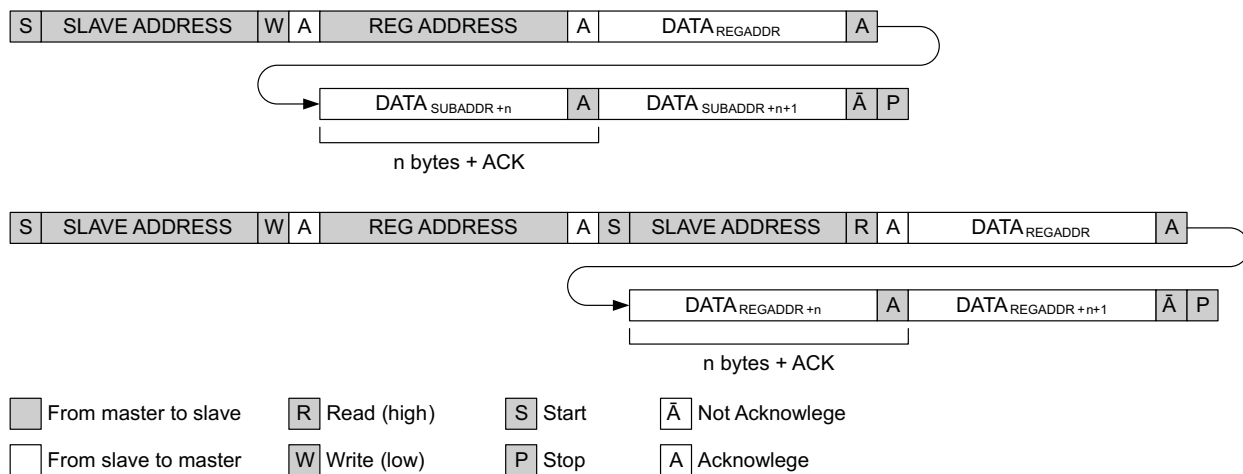 S SLAVE ADDRESS W A REG ADDRESS A DATA REGADDR A
DATA SUBADDR +n A DATA SUBADDR +n+1 Ā P
n bytes + ACK
S SLAVE ADDRESS W A REG ADDRESS A S SLAVE ADDRESS R A DATA REGADDR A
DATA REGADDR +n A DATA REGADDR +n+1 Ā P
n bytes + ACK
From master to slave R Read (high) S Start Ā Not Acknowlege
From slave to master W Write (low) P Stop A Acknowlege